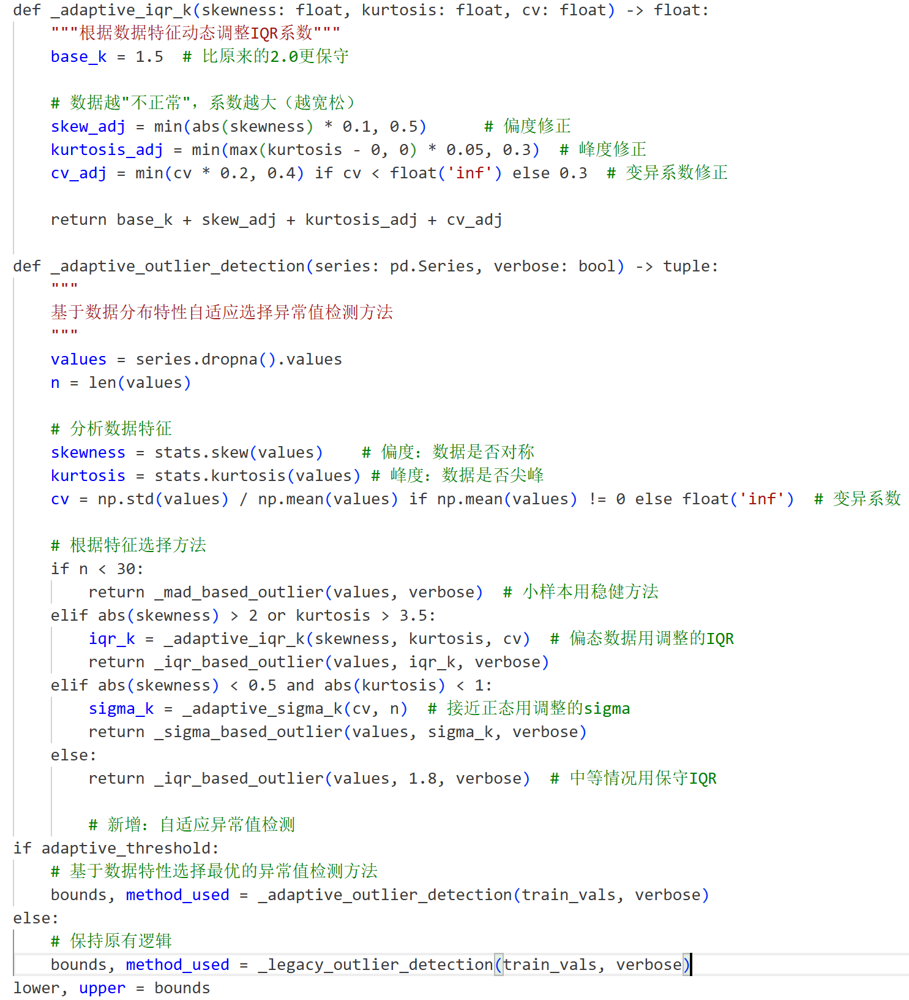 def _adaptive_iqr_k(skewness: float, kurtosis: float, cv: float) -> float:
    """根据数据特征动态调整IQR系数"""
    base_k = 1.5  # 比原来的2.0更保守

    # 数据越"不正常"，系数越大（越宽松）
    skew_adj = min(abs(skewness) * 0.1, 0.5)      # 偏度修正
    kurtosis_adj = min(max(kurtosis - 0, 0) * 0.05, 0.3)  # 峰度修正
    cv_adj = min(cv * 0.2, 0.4) if cv < float('inf') else 0.3  # 变异系数修正

    return base_k + skew_adj + kurtosis_adj + cv_adj

def _adaptive_outlier_detection(series: pd.Series, verbose: bool) -> tuple:
    """
    基于数据分布特性自适应选择异常值检测方法
    """
    values = series.dropna().values
    n = len(values)

    # 分析数据特征
    skewness = stats.skew(values)    # 偏度：数据是否对称
    kurtosis = stats.kurtosis(values) # 峰度：数据是否尖峰
    cv = np.std(values) / np.mean(values) if np.mean(values) != 0 else float('inf')  # 变异系数

    # 根据特征选择方法
    if n < 30:
        return _mad_based_outlier(values, verbose)  # 小样本用稳健方法
    elif abs(skewness) > 2 or kurtosis > 3.5:
        iqr_k = _adaptive_iqr_k(skewness, kurtosis, cv)  # 偏态数据用调整的IQR
        return _iqr_based_outlier(values, iqr_k, verbose)
    elif abs(skewness) < 0.5 and abs(kurtosis) < 1:
        sigma_k = _adaptive_sigma_k(cv, n)  # 接近正态用调整的sigma
        return _sigma_based_outlier(values, sigma_k, verbose)
    else:
        return _iqr_based_outlier(values, 1.8, verbose)  # 中等情况用保守IQR

        # 新增：自适应异常值检测
if adaptive_threshold:
    # 基于数据特性选择最优的异常值检测方法
    bounds, method_used = _adaptive_outlier_detection(train_vals, verbose)
else:
    # 保持原有逻辑
    bounds, method_used = _legacy_outlier_detection(train_vals, verbose)
lower, upper = bounds